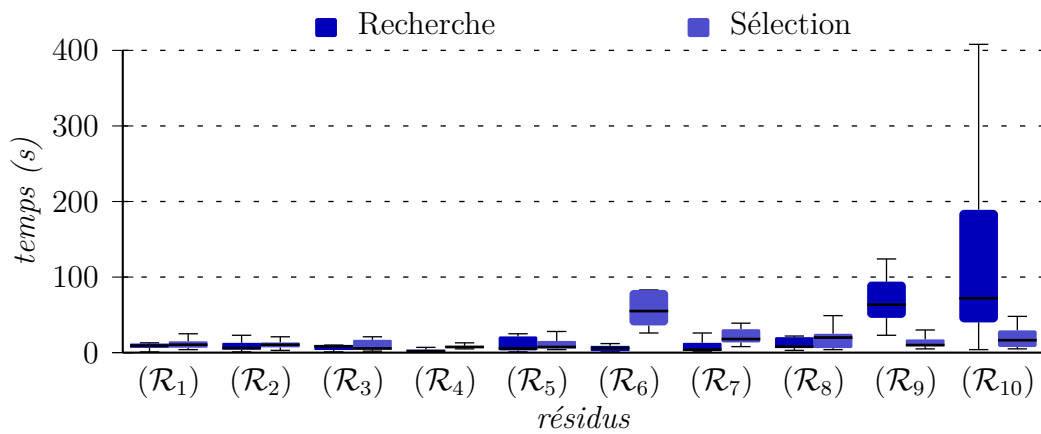 Recherche Sélection
400
300
200
100
0
temps (s)
(ℛ₁) (ℛ₂) (ℛ₃) (ℛ₄) (ℛ₅) (ℛ₆) (ℛ₇) (ℛ₈) (ℛ₉) (ℛ₁₀)
résidus